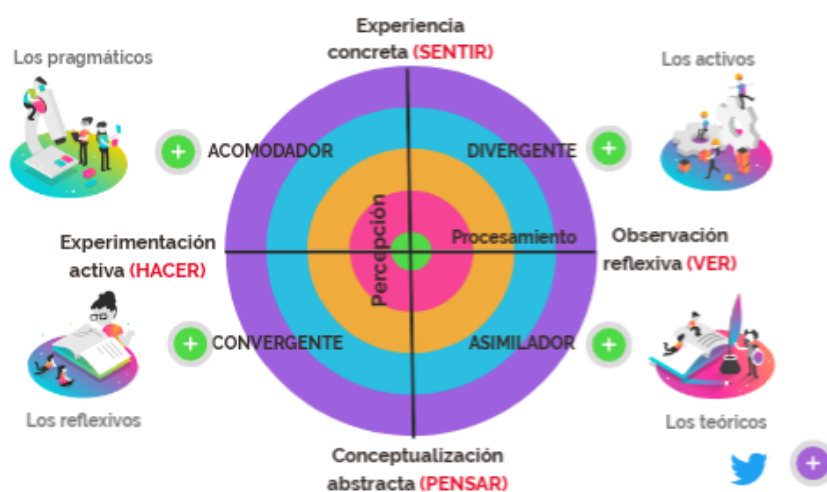 Experiencia
concreta (SENTIR)
Los pragmáticos
Los activos
ACOMODADOR
DIVERGENTE
Percepción
Procesamiento
Experimentación
activa (HACER)
Observación
reflexiva (VER)
CONVERGENTE
ASIMILADOR
Los reflexivos
Los teóricos
Conceptualización
abstracta (PENSAR)